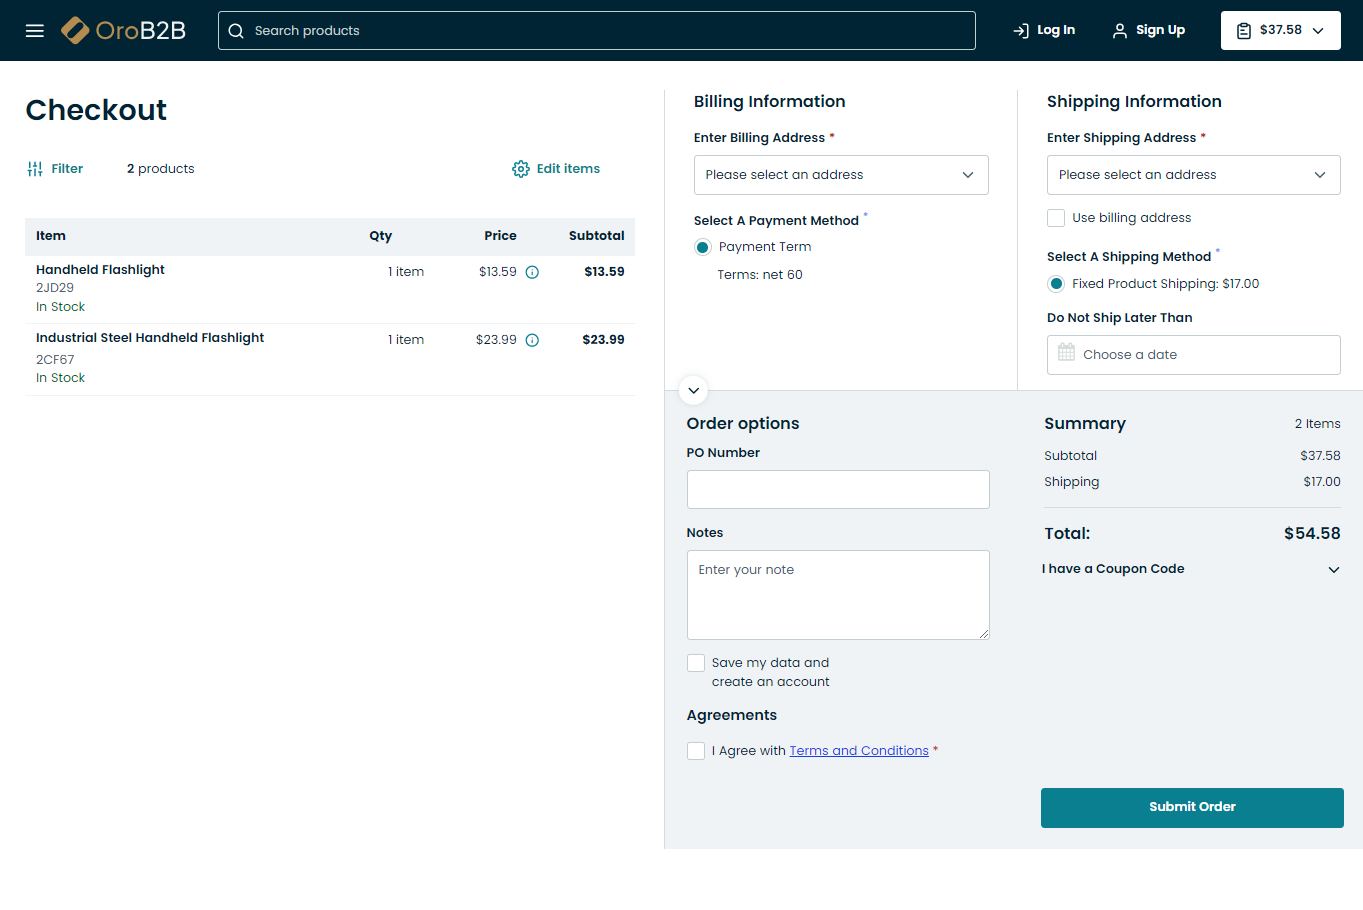 OroB2B
Search products
Log In
Sign Up
$37.58
Checkout
Filter
2 products
Edit items
Item Qty Price Subtotal
Handheld Flashlight 1 item $13.59 $13.59
2JD29
In Stock
Industrial Steel Handheld Flashlight 1 item $23.99 $23.99
2CF67
In Stock
Billing Information
Enter Billing Address *
Please select an address
Select A Payment Method *
Payment Term
Terms: net 60
Shipping Information
Enter Shipping Address *
Please select an address
Use billing address
Select A Shipping Method *
Fixed Product Shipping: $17.00
Do Not Ship Later Than
Choose a date
Order options
PO Number
Notes
Enter your note
Save my data and
create an account
Agreements
I Agree with Terms and Conditions *
Summary 2 Items
Subtotal $37.58
Shipping $17.00
Total: $54.58
I have a Coupon Code
Submit Order